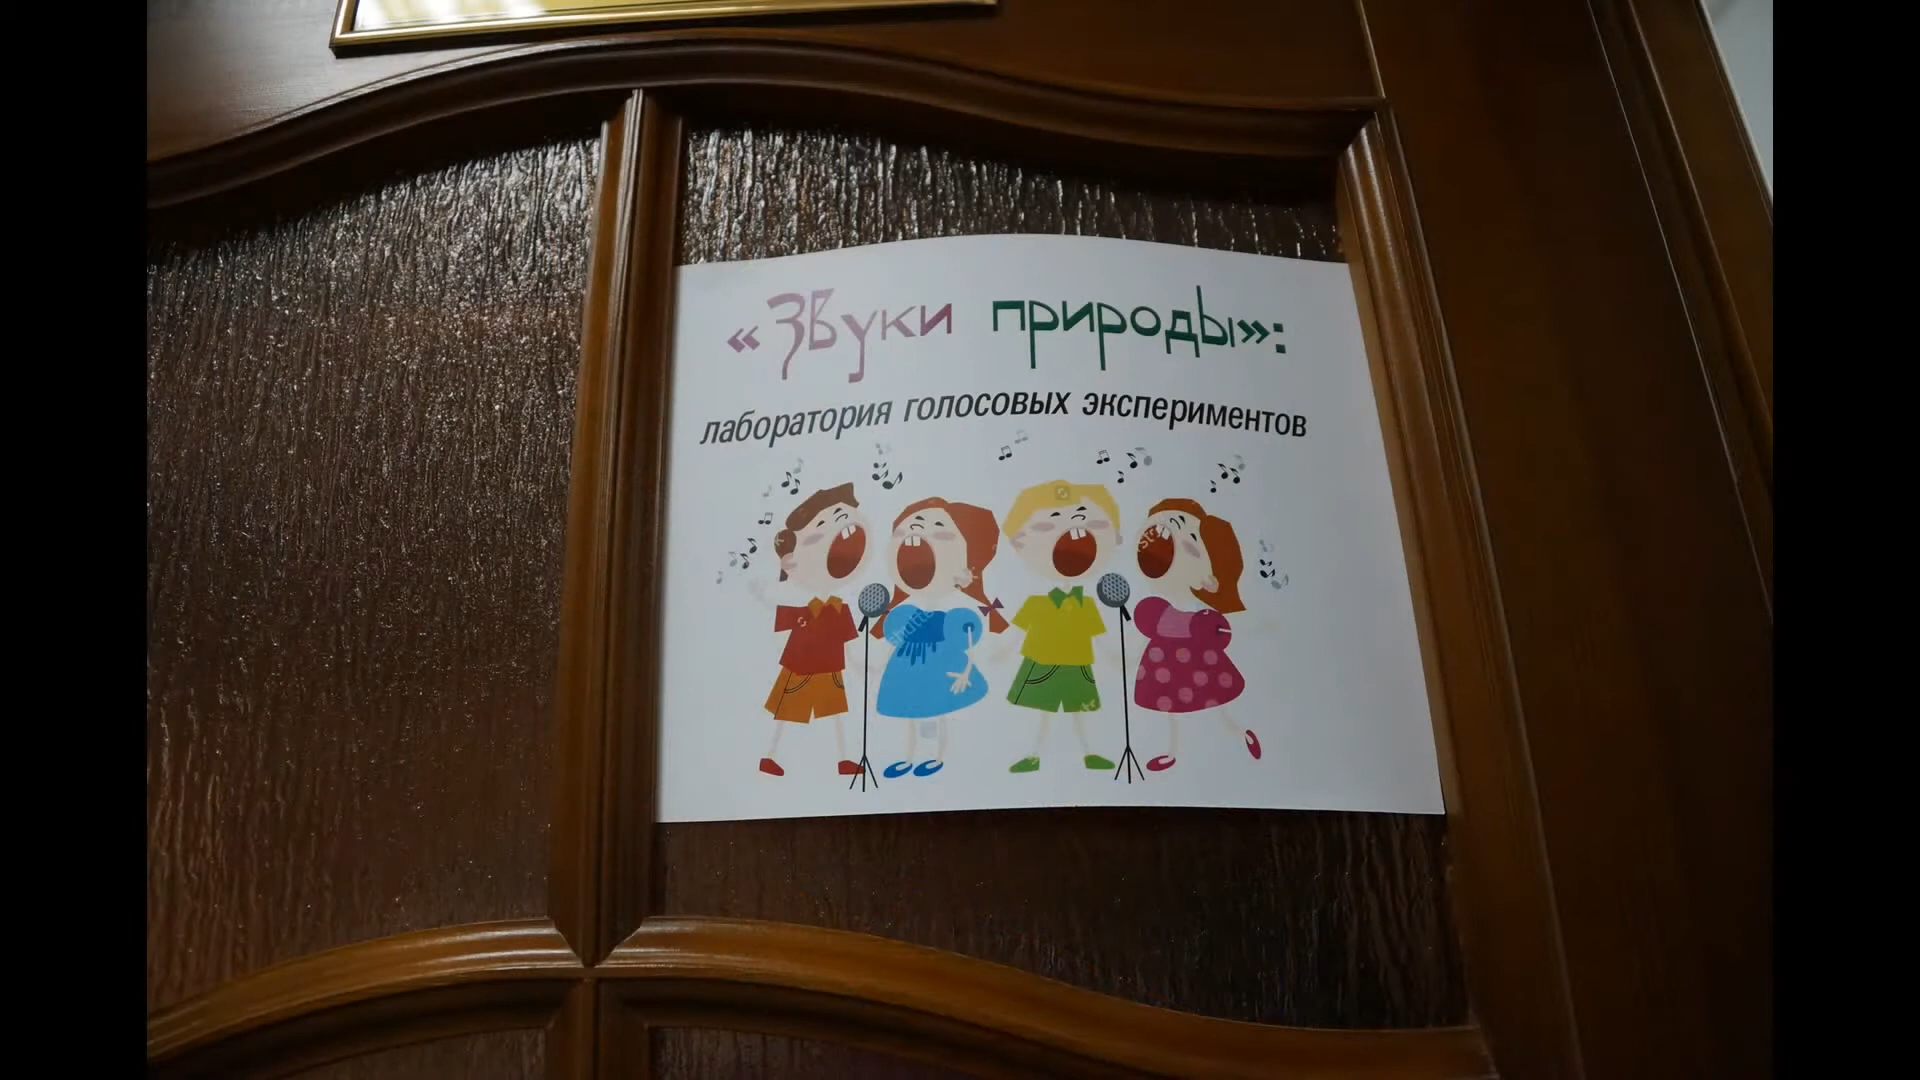 «Звуки природы»:
лаборатория голосовых экспериментов